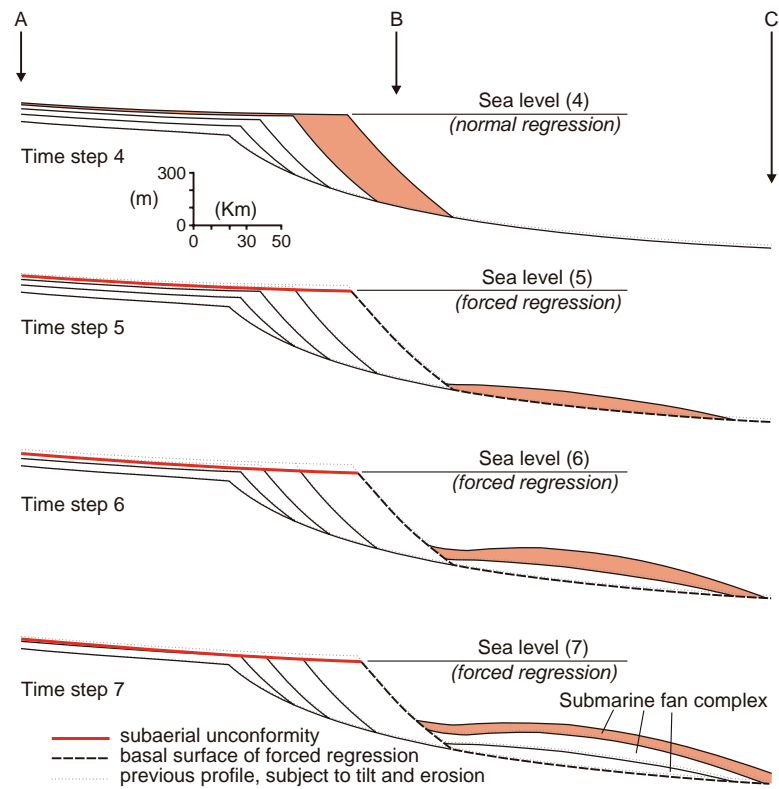 A
B
C
Sea level (4)
(normal regression)
Time step 4
300
(m)
0
(Km)
0 10 30 50
Sea level (5)
(forced regression)
Time step 5
Sea level (6)
(forced regression)
Time step 6
Sea level (7)
(forced regression)
Time step 7
Submarine fan complex
subaerial unconformity
basal surface of forced regression
previous profile, subject to tilt and erosion